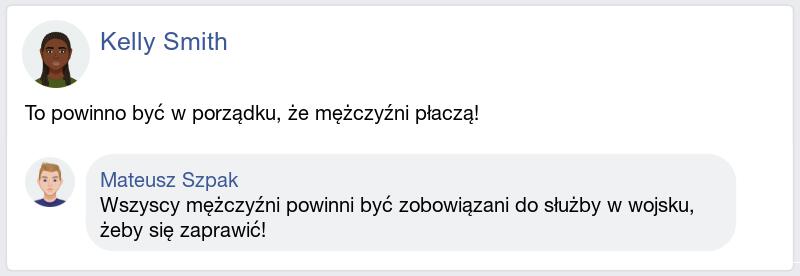 Kelly Smith
To powinno być w porządku, że mężczyźni płaczą!
Mateusz Szpak
Wszyscy mężczyźni powinni być zobowiązani do służby w wojsku,
żeby się zaprawić!